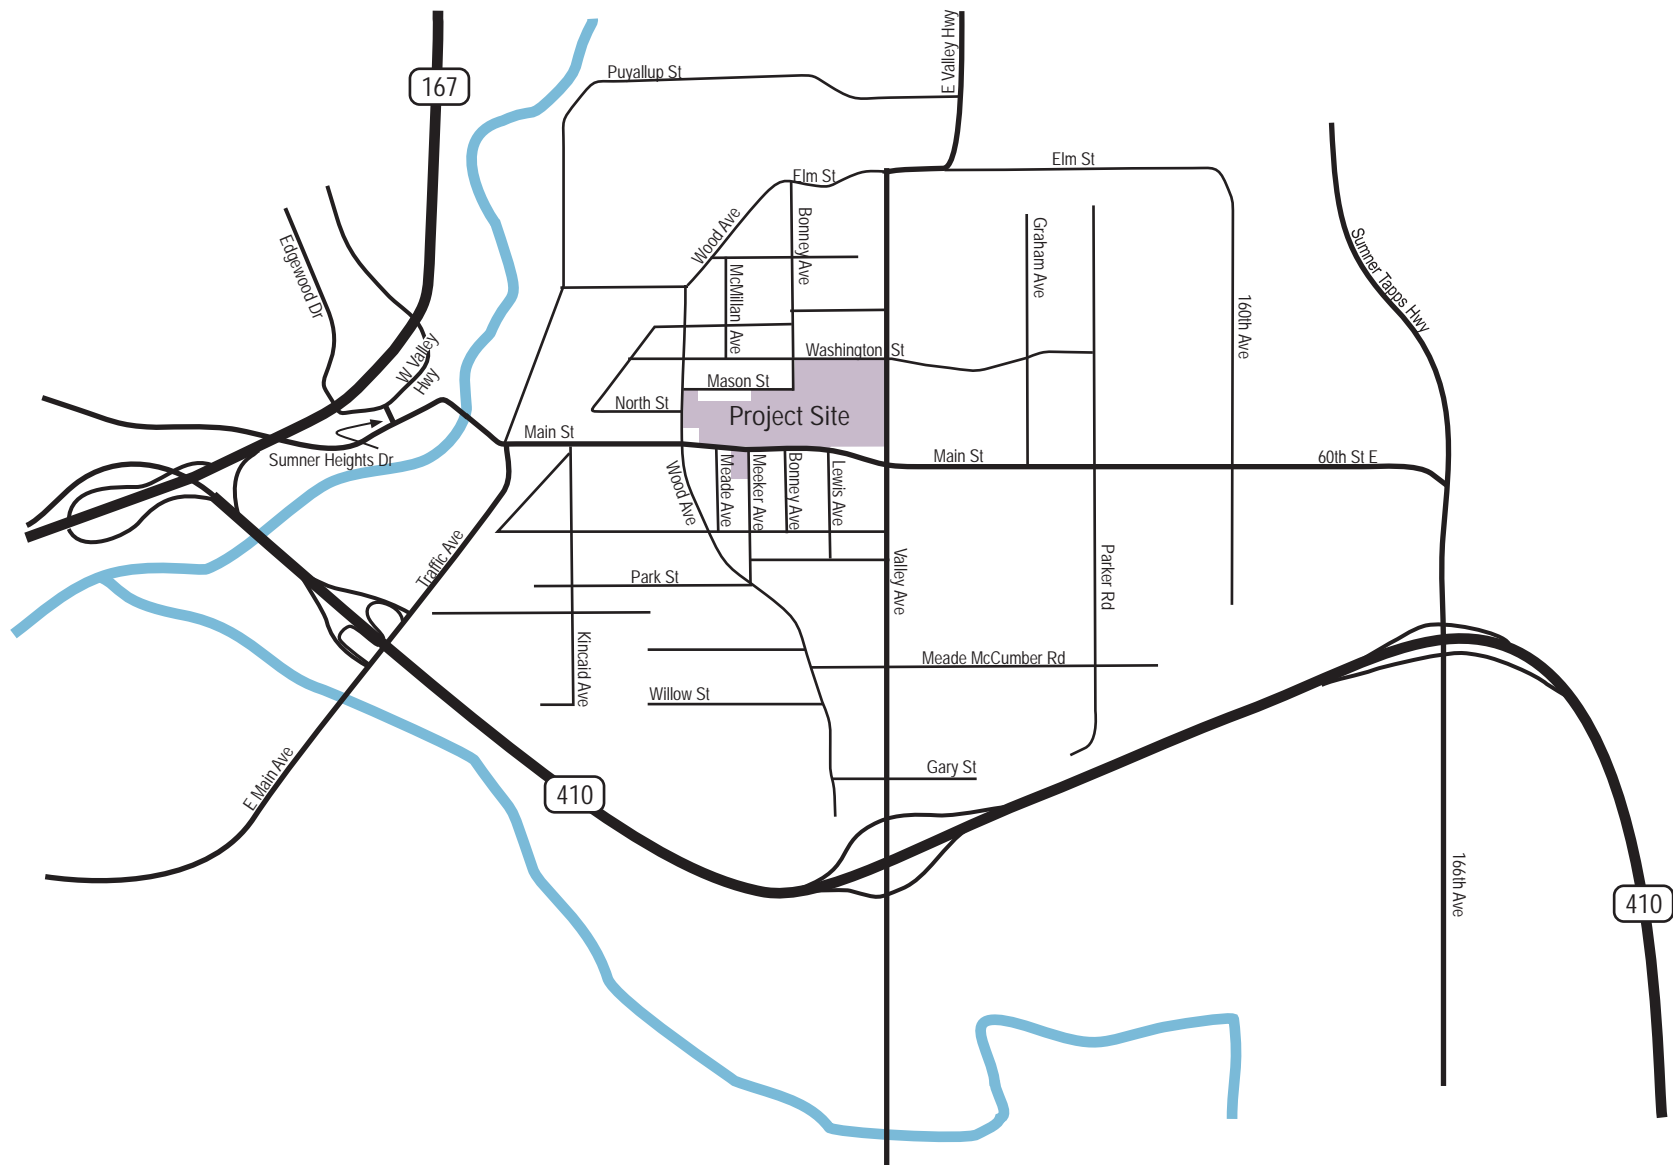 E Valley Hwy
Puyallup St
167
Elm St
Elm St
Wood Ave
Bonney Ave
Graham Ave
Edgewood Dr
Sumner Tapps Hwy
McMillan Ave
160th Ave
W Valley
Hwy
Washington St
Mason St
North St
Project Site
Main St
Sumner Heights Dr
Main St
60th St E
Wood Ave
Meade Ave
Meeker Ave
Bonney Ave
Lewis Ave
Traffic Ave
Valley Ave
Parker Rd
Park St
Kincaid Ave
Meade McCumber Rd
Willow St
E Main Ave
Gary St
410
166th Ave
410